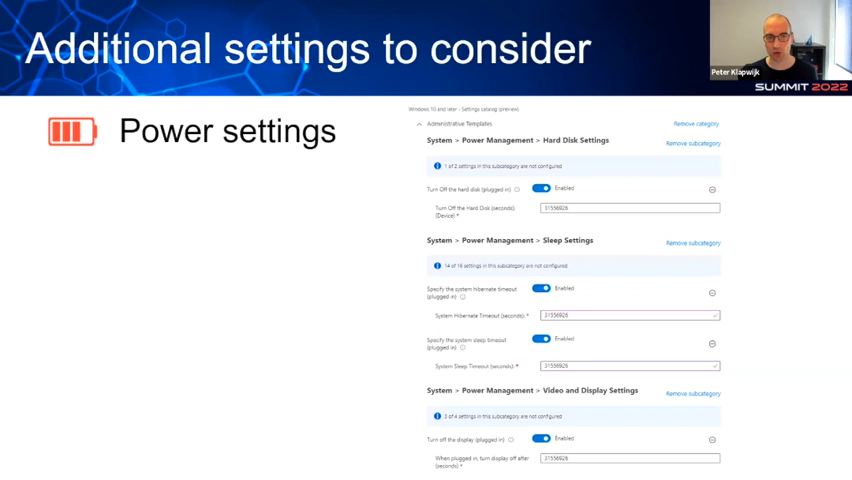 Additional settings to consider
Peter Klapwijk
SUMMIT 2022
Power settings
Windows 10 and later - Settings catalog (preview)
Administrative Templates
Remove category
System > Power Management > Hard Disk Settings
Remove subcategory
1 of 2 settings in this subcategory are not configured
Turn Off the hard disk (plugged in)
Enabled
Turn Off the Hard Disk (seconds):
(Device) *
31556926
System > Power Management > Sleep Settings
Remove subcategory
14 of 16 settings in this subcategory are not configured
Specify the system hibernate timeout
(plugged in)
Enabled
System Hibernate Timeout (seconds): *
31556926
Specify the system sleep timeout
(plugged in)
Enabled
System Sleep Timeout (seconds): *
31556926
System > Power Management > Video and Display Settings
Remove subcategory
3 of 4 settings in this subcategory are not configured
Turn off the display (plugged in)
Enabled
When plugged in, turn display off after
(seconds) *
31556926